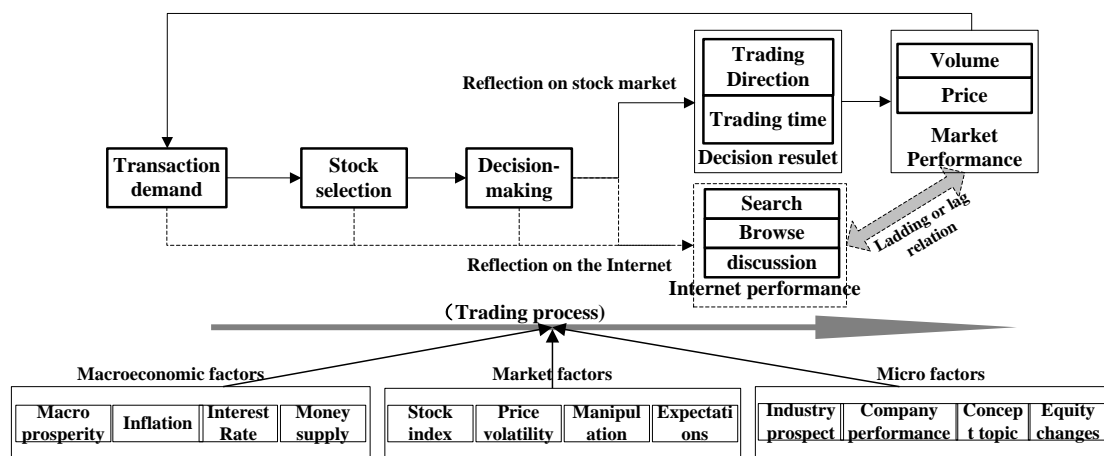 Trading
Direction
Trading time
Decision resulet
Volume
Price
Market
Performance
Reflection on stock market
Transaction
demand
Stock
selection
Decision-
making
Search
Browse
discussion
Internet performance
Ladding or lag
relation
Reflection on the Internet
（Trading process)
Macroeconomic factors
Macro
prosperity
Inflation
Interest
Rate
Money
supply
Market factors
Stock
index
Price
volatility
Manipul
ation
Expectati
ons
Micro factors
Industry
prospect
Company
performance
Concep
t topic
Equity
changes